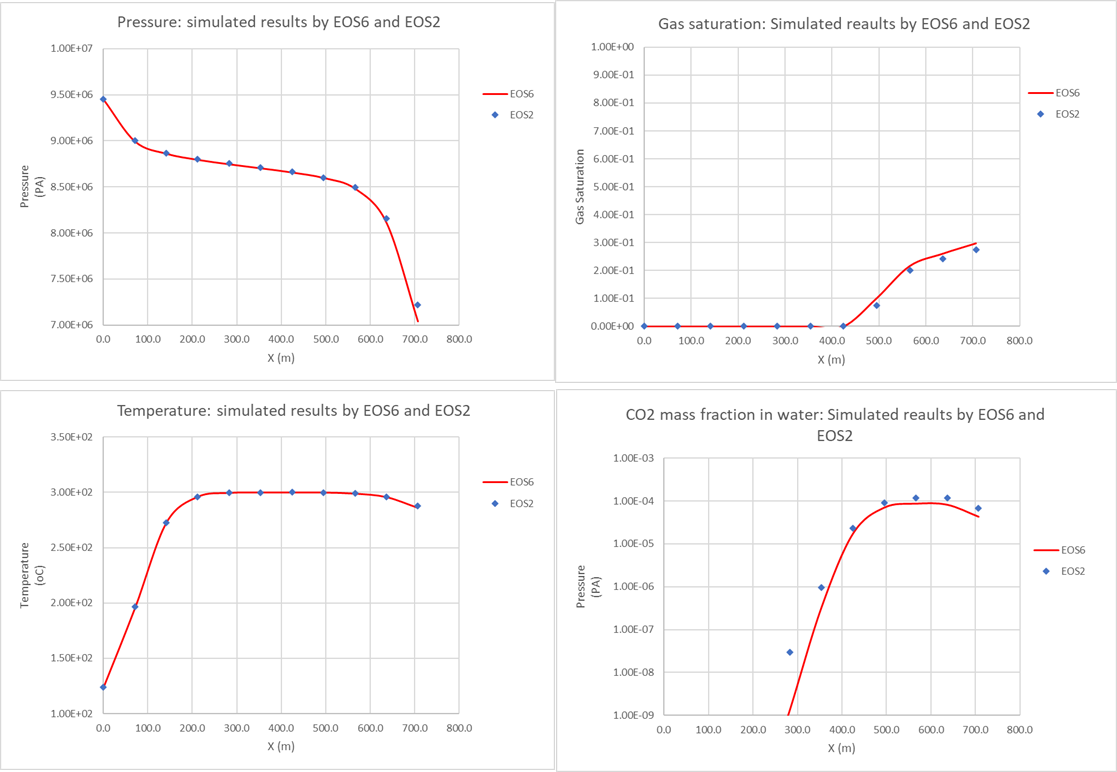 Pressure: simulated results by EOS6 and EOS2
1.00E+07
9.50E+06
9.00E+06
8.50E+06
8.00E+06
7.50E+06
7.00E+06
Pressure
(PA)
0.0 100.0 200.0 300.0 400.0 500.0 600.0 700.0 800.0
X (m)
EOS6
EOS2
Gas saturation: Simulated reaults by EOS6 and EOS2
1.00E+00
9.00E-01
8.00E-01
7.00E-01
6.00E-01
5.00E-01
4.00E-01
3.00E-01
2.00E-01
1.00E-01
0.00E+00
Gas Saturation
0.0 100.0 200.0 300.0 400.0 500.0 600.0 700.0 800.0
X (m)
EOS6
EOS2
Temperature: simulated results by EOS6 and EOS2
3.50E+02
3.00E+02
2.50E+02
2.00E+02
1.50E+02
1.00E+02
Temperature
(oC)
0.0 100.0 200.0 300.0 400.0 500.0 600.0 700.0 800.0
X (m)
EOS6
EOS2
CO2 mass fraction in water: Simulated reaults by EOS6 and
EOS2
1.00E-03
1.00E-04
1.00E-05
1.00E-06
1.00E-07
1.00E-08
1.00E-09
Pressure
(PA)
0.0 100.0 200.0 300.0 400.0 500.0 600.0 700.0 800.0
X (m)
EOS6
EOS2